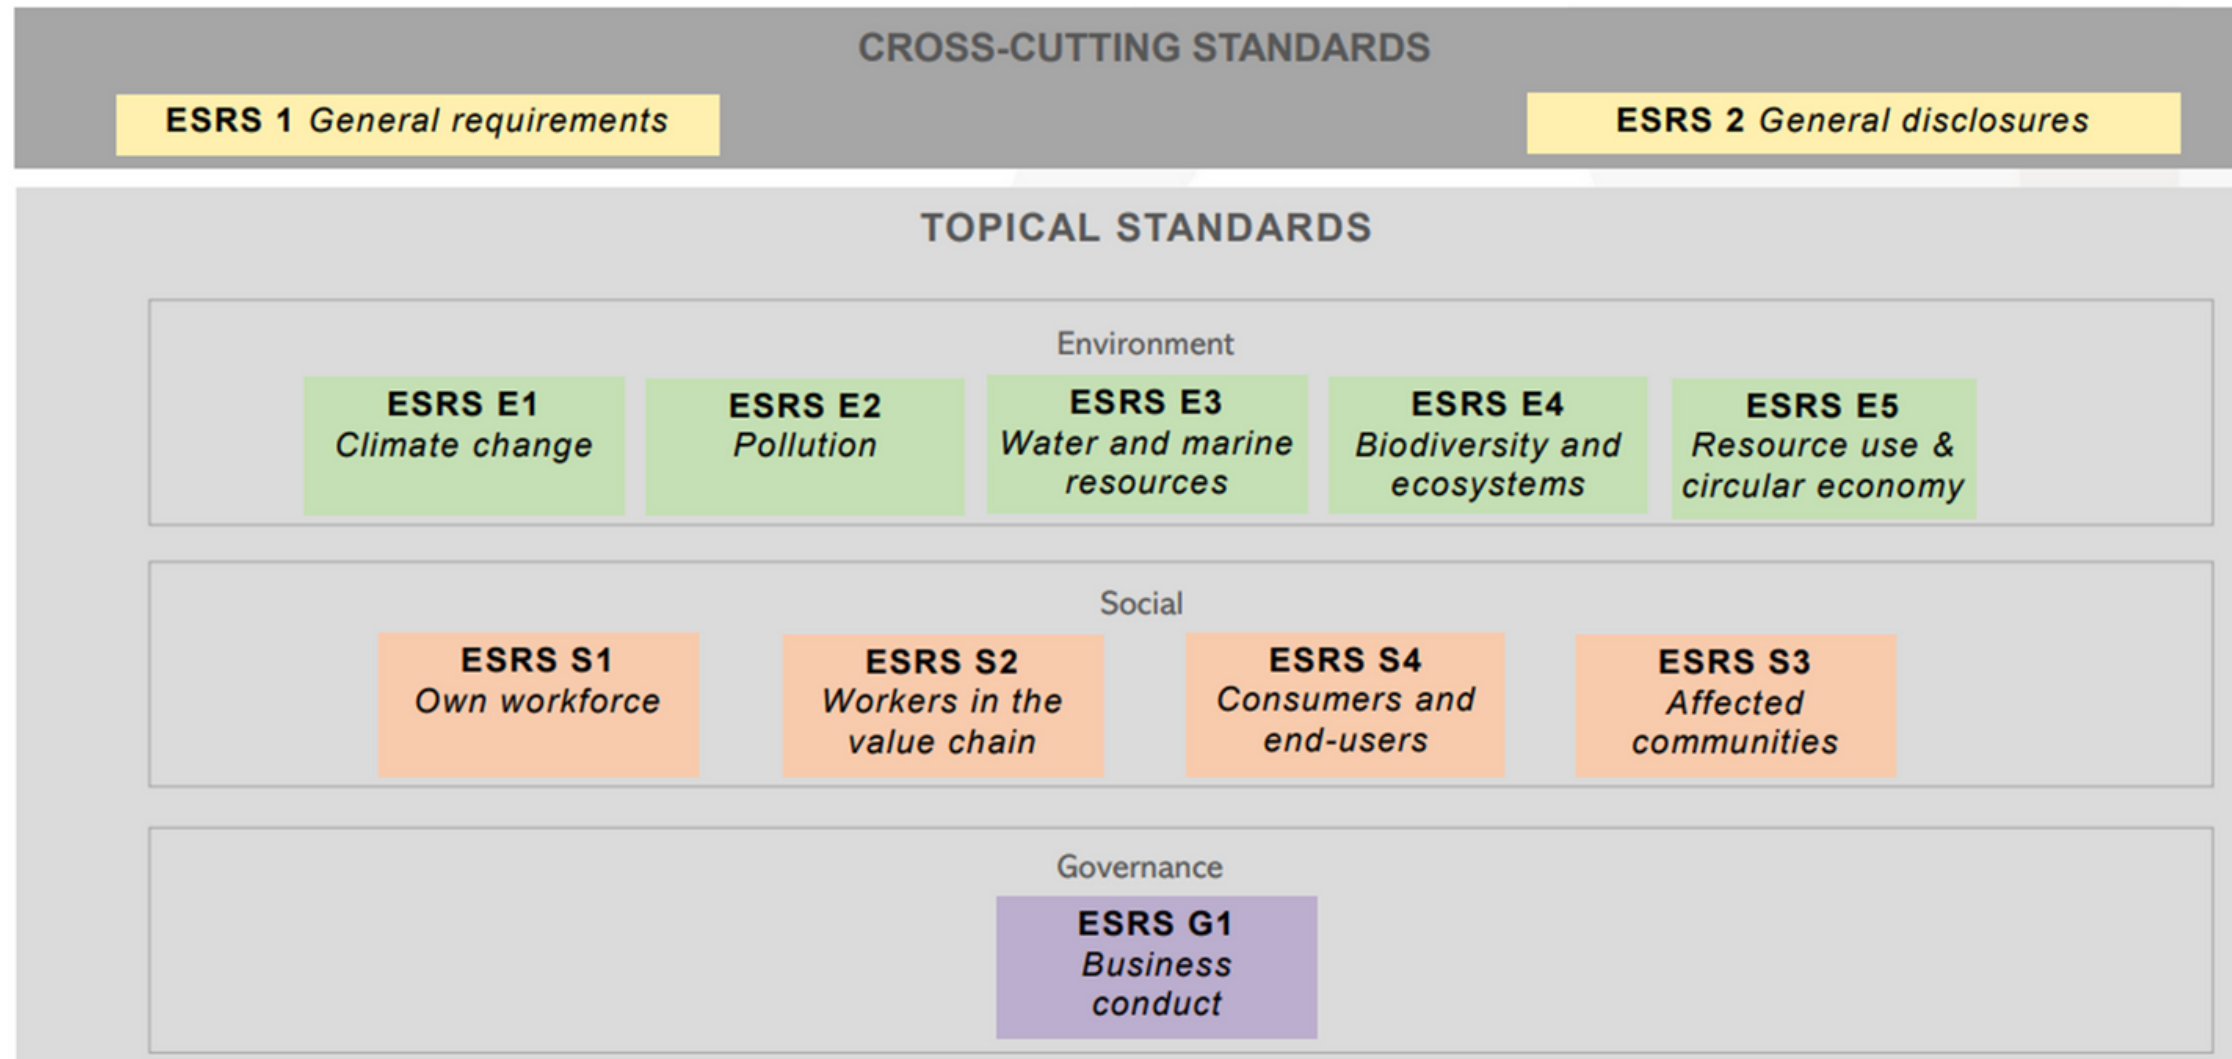 CROSS-CUTTING STANDARDS
ESRS 1 General requirements
ESRS 2 General disclosures
TOPICAL STANDARDS
Environment
ESRS E1
Climate change
ESRS E2
Pollution
ESRS E3
Water and marine
resources
ESRS E4
Biodiversity and
ecosystems
ESRS E5
Resource use &
circular economy
Social
ESRS S1
Own workforce
ESRS S2
Workers in the
value chain
ESRS S4
Consumers and
end-users
ESRS S3
Affected
communities
Governance
ESRS G1
Business
conduct